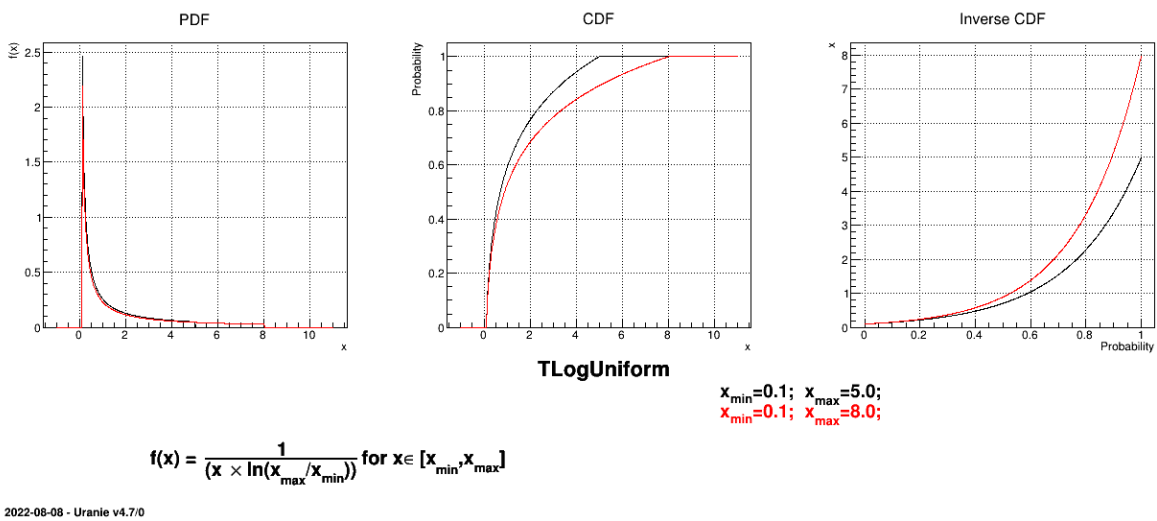 PDF
CDF
Inverse CDF
f(x)
2.5
2
1.5
1
0.5
0
0 2 4 6 8 10
x
Probability
1
0.8
0.6
0.4
0.2
0
0 2 4 6 8 10
x
x
8
7
6
5
4
3
2
1
0
0 0.2 0.4 0.6 0.8 1
Probability
TLogUniform
xmin=0.1; xmax=5.0;
xmin=0.1; xmax=8.0;
f(x) = 1 / (x × ln(xmax/xmin)) for x∈ [xmin,xmax]
2022-08-08 - Uranie v4.7/0